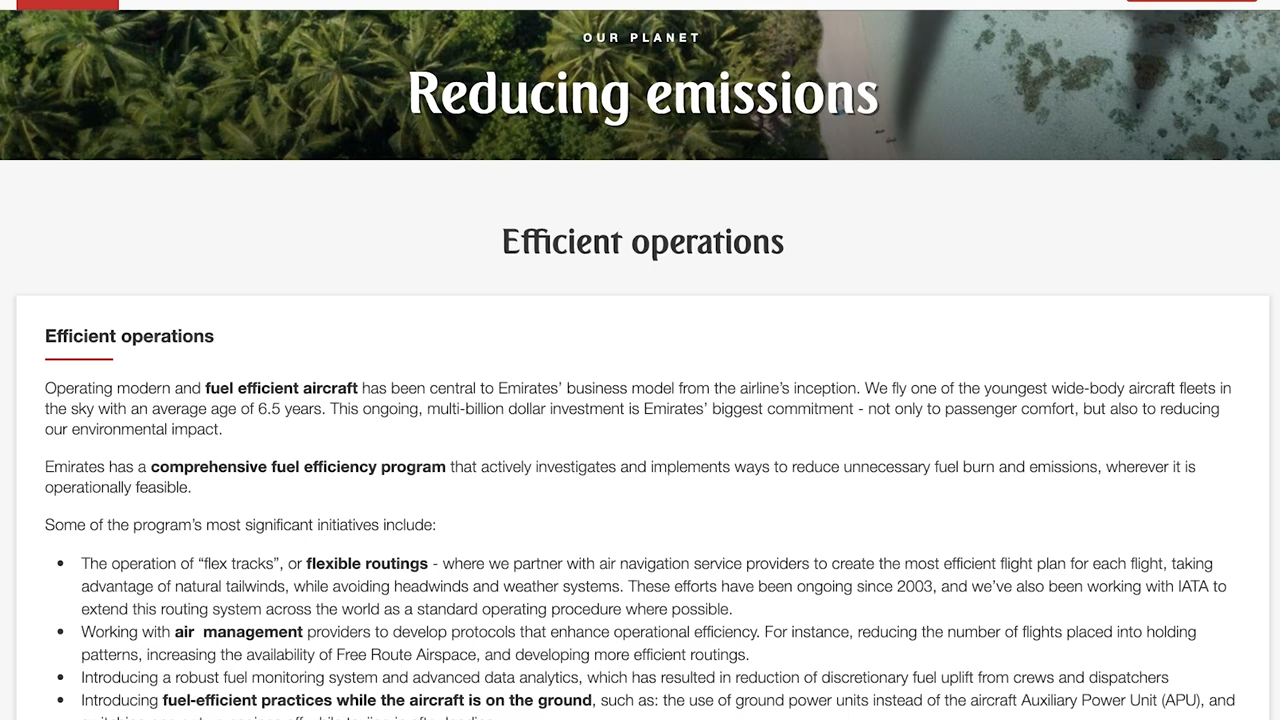 OUR PLANET
Reducing emissions
Efficient operations
Efficient operations
Operating modern and fuel efficient aircraft has been central to Emirates’ business model from the airline’s inception. We fly one of the youngest wide-body aircraft fleets in
the sky with an average age of 6.5 years. This ongoing, multi-billion dollar investment is Emirates’ biggest commitment - not only to passenger comfort, but also to reducing
our environmental impact.
Emirates has a comprehensive fuel efficiency program that actively investigates and implements ways to reduce unnecessary fuel burn and emissions, wherever it is
operationally feasible.
Some of the program’s most significant initiatives include:
• The operation of “flex tracks”, or flexible routings - where we partner with air navigation service providers to create the most efficient flight plan for each flight, taking
advantage of natural tailwinds, while avoiding headwinds and weather systems. These efforts have been ongoing since 2003, and we’ve also been working with IATA to
extend this routing system across the world as a standard operating procedure where possible.
• Working with air  management providers to develop protocols that enhance operational efficiency. For instance, reducing the number of flights placed into holding
patterns, increasing the availability of Free Route Airspace, and developing more efficient routings.
• Introducing a robust fuel monitoring system and advanced data analytics, which has resulted in reduction of discretionary fuel uplift from crews and dispatchers
• Introducing fuel-efficient practices while the aircraft is on the ground, such as: the use of ground power units instead of the aircraft Auxiliary Power Unit (APU), and